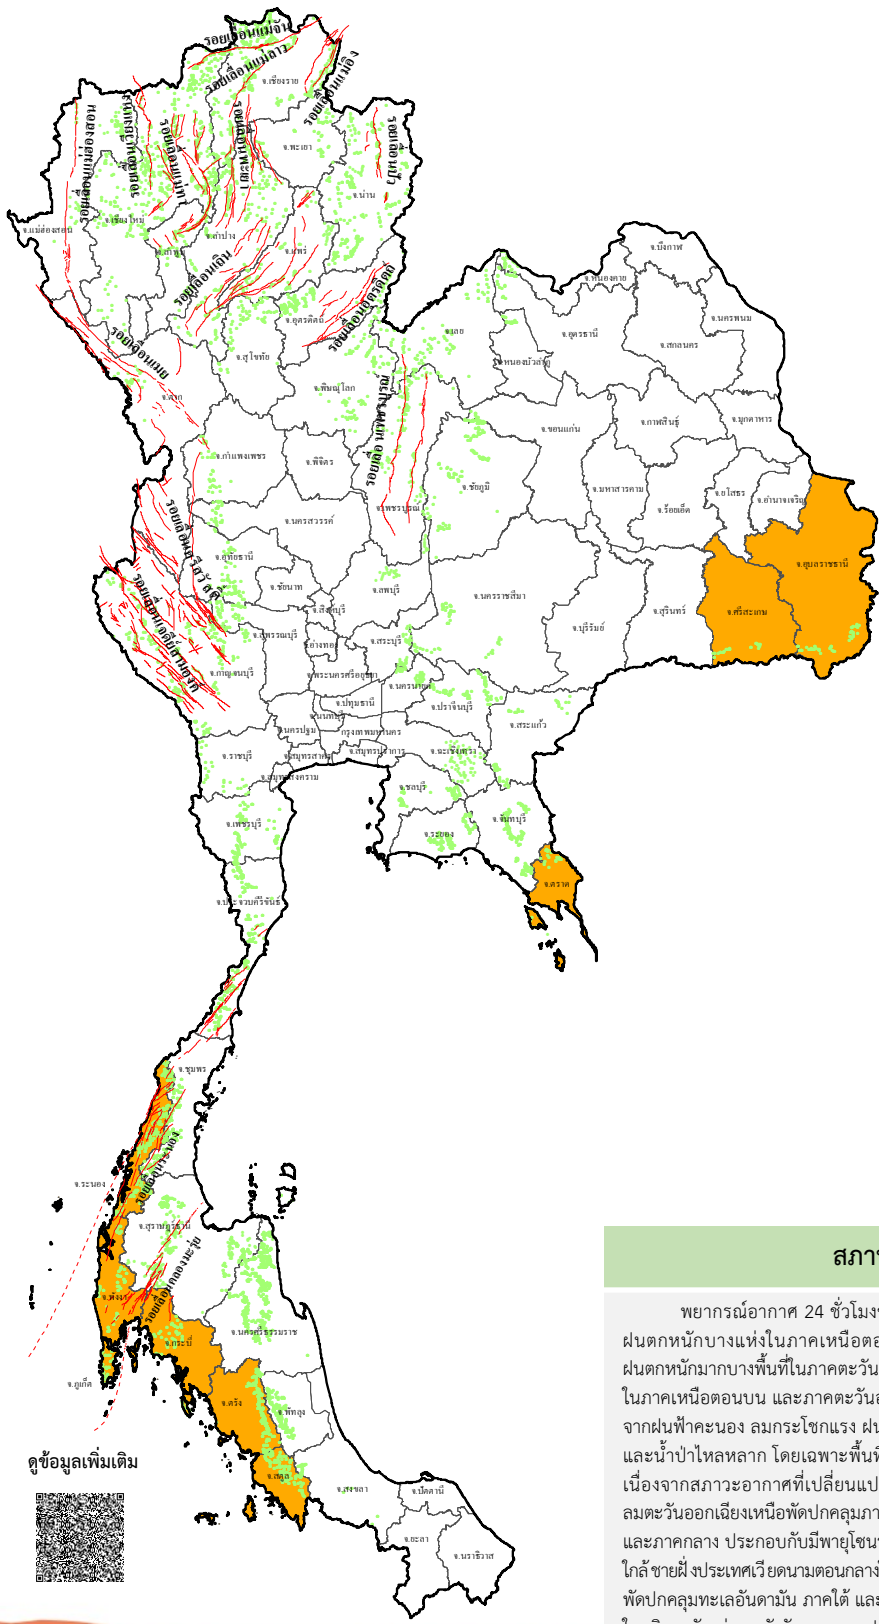 รอยเลื่อนแม่จัน
รอยเลื่อนแม่ลาว
จ.เชียงราย
รอยเลื่อนแม่อิง
รอยเลื่อนแม่ฮ่องสอน
รอยเลื่อนแม่ทา
รอยเลื่อนพะเยา
รอยเลื่อนปัว
จ.พะเยา
จ.น่าน
จ.เชียงใหม่
จ.แม่ฮ่องสอน
จ.ลำปาง
จ.ลำพูน
จ.แพร่
จ.บึงกาฬ
รอยเลื่อนเถิน
จ.หนองคาย
รอยเลื่อนอุตรดิตถ์
จ.อุตรดิตถ์
จ.เลย
จ.อุดรธานี
จ.นครพนม
จ.สกลนคร
รอยเลื่อนเมย
จ.สุโขทัย
จ.หนองบัวลำภู
จ.ตาก
จ.พิษณุโลก
รอยเลื่อนเพชรบูรณ์
จ.ขอนแก่น
จ.กาฬสินธุ์
จ.มุกดาหาร
จ.กำแพงเพชร
จ.พิจิตร
จ.ชัยภูมิ
จ.มหาสารคาม
จ.ร้อยเอ็ด
จ.ยโสธร
จ.อำนาจเจริญ
จ.เพชรบูรณ์
จ.นครสวรรค์
รอยเลื่อนศรีสวัสดิ์
จ.อุทัยธานี
จ.อุบลราชธานี
จ.ชัยนาท
จ.ลพบุรี
จ.นครราชสีมา
จ.บุรีรัมย์
จ.สุรินทร์
จ.ศรีสะเกษ
รอยเลื่อนเจดีย์สามองค์
จ.สิงห์บุรี
จ.สุพรรณบุรี
จ.อ่างทอง
จ.สระบุรี
จ.กาญจนบุรี
จ.พระนครศรีอยุธยา
จ.นครนายก
จ.ปทุมธานี
จ.ปราจีนบุรี
จ.นนทบุรี
จ.สระแก้ว
จ.นครปฐม
กรุงเทพมหานคร
จ.ราชบุรี
จ.สมุทรสาคร
จ.สมุทรปราการ
จ.ฉะเชิงเทรา
จ.สมุทรสงคราม
จ.ชลบุรี
จ.เพชรบุรี
จ.ระยอง
จ.จันทบุรี
จ.ตราด
จ.ประจวบคีรีขันธ์
จ.ชุมพร
รอยเลื่อนระนอง
จ.ระนอง
จ.สุราษฎร์ธานี
รอยเลื่อนคลองมะรุ่ย
จ.พังงา
จ.นครศรีธรรมราช
จ.กระบี่
จ.ภูเก็ต
จ.ตรัง
จ.พัทลุง
จ.สตูล
จ.สงขลา
จ.ปัตตานี
จ.ยะลา
จ.นราธิวาส
ดูข้อมูลเพิ่มเติม
สภา
พยากรณ์อากาศ 24 ชั่วโมง
ฝนตกหนักบางแห่งในภาคเหนือตอ
ฝนตกหนักมากบางพื้นที่ในภาคตะวัน
ในภาคเหนือตอนบน และภาคตะวัน
จากฝนฟ้าคะนอง ลมกระโชกแรง ฝน
และน้ำป่าไหลหลาก โดยเฉพาะพื้นที่
เนื่องจากสภาวะอากาศที่เปลี่ยนแป
ลมตะวันออกเฉียงเหนือพัดปกคลุมภา
และภาคกลาง ประกอบกับมีพายุโซน
ใกล้ชายฝั่งประเทศเวียดนามตอนกลาง
พัดปกคลุมทะเลอันดามัน ภาคใต้ และ